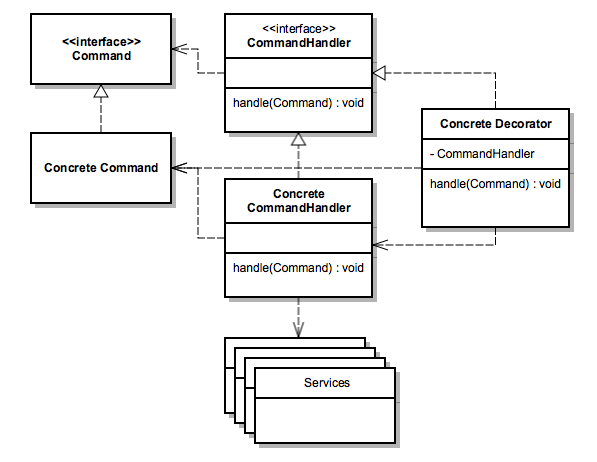 <<interface>>
Command
<<interface>>
CommandHandler
handle(Command) : void
Concrete Decorator
- CommandHandler
handle(Command) : void
Concrete Command
Concrete
CommandHandler
handle(Command) : void
Services